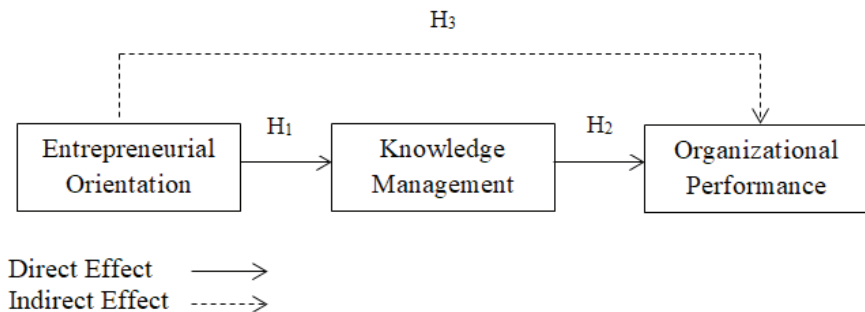 H3
H1
H2
Entrepreneurial
Orientation
Knowledge
Management
Organizational
Performance
Direct Effect
Indirect Effect